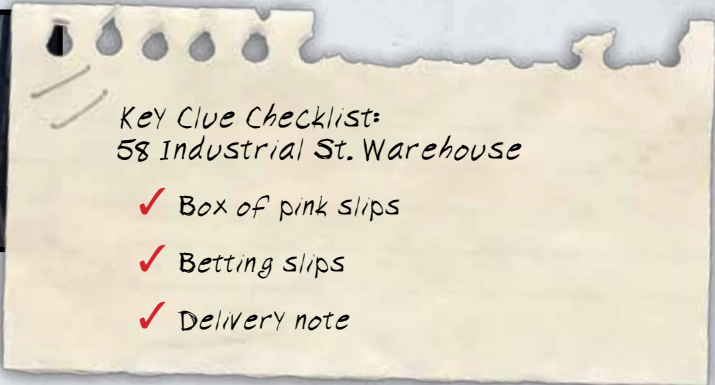 Key Clue Checklist:
58 Industrial St. Warehouse
✓ Box of pink slips
✓ Betting slips
✓ Delivery note